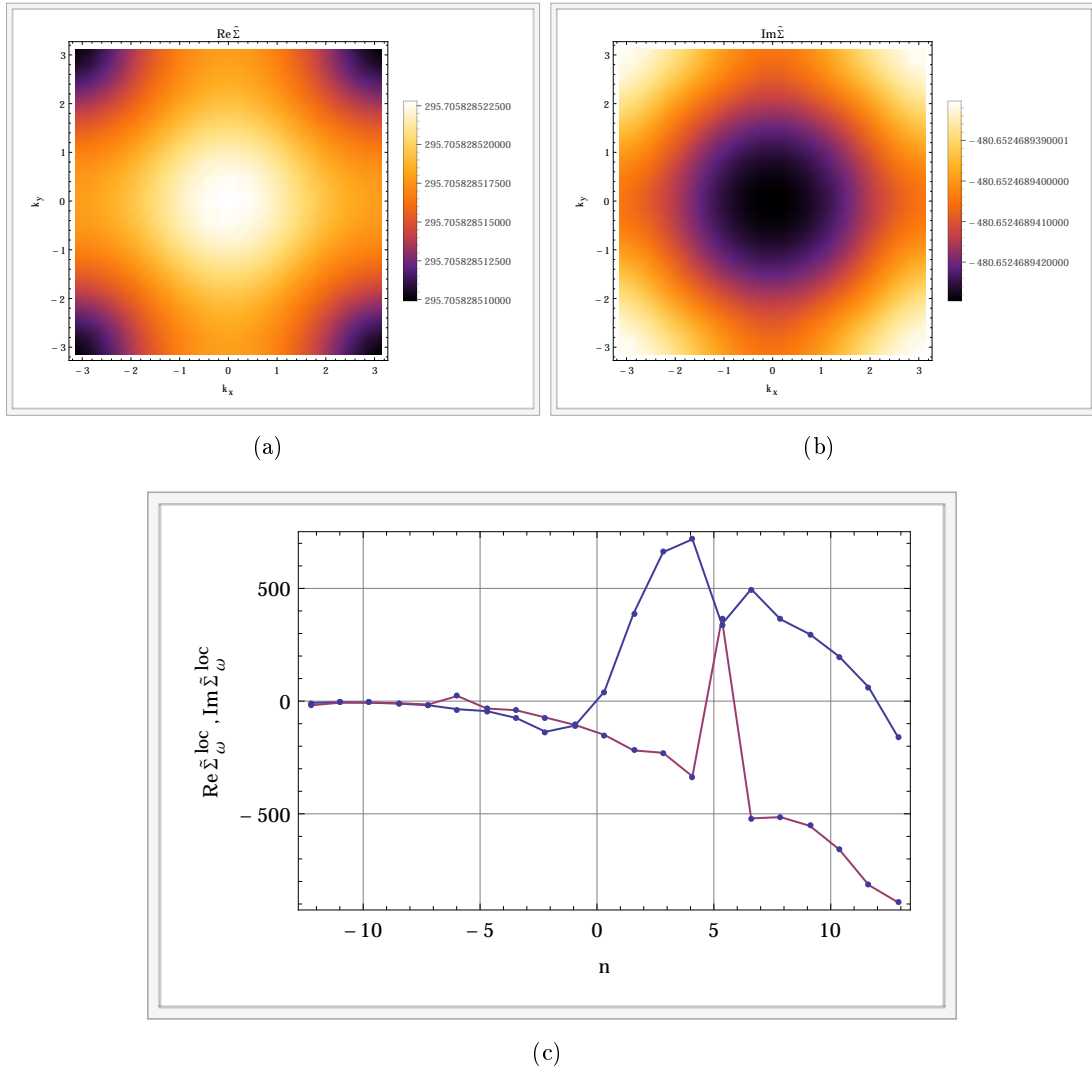 Re Σ̃
3
2
1
0
−1
−2
−3
k_y
−3 −2 −1 0 1 2 3
k_x
295.705828522500
295.705828520000
295.705828517500
295.705828515000
295.705828512500
295.705828510000
(a)
Im Σ̃
3
2
1
0
−1
−2
−3
k_y
−3 −2 −1 0 1 2 3
k_x
−480.6524689390001
−480.6524689400000
−480.6524689410000
−480.6524689420000
(b)
Re Σ̃_ω^loc , Im Σ̃_ω^loc
500
0
−500
−10 −5 0 5 10
n
(c)